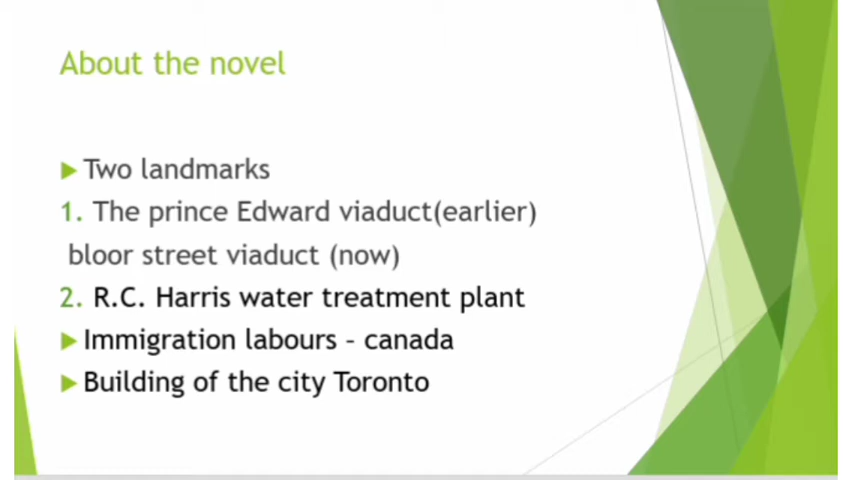 About the novel
Two landmarks
1. The prince Edward viaduct(earlier)
bloor street viaduct (now)
2. R.C. Harris water treatment plant
Immigration labours - canada
Building of the city Toronto